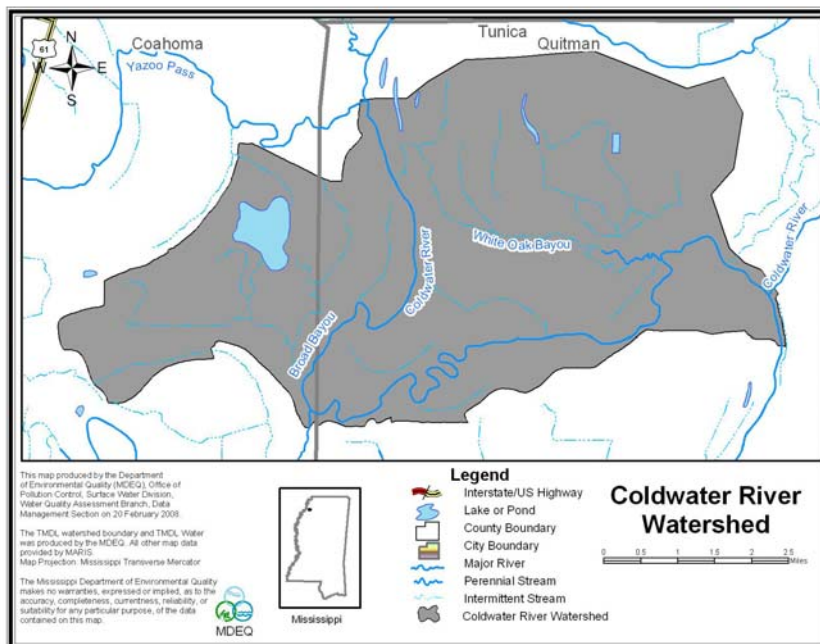 Coahoma
Tunica
Quitman
61
N
W
E
S
Yazoo Pass
White Oak Bayou
Coldwater River
Coldwater River
Broad Bayou
This map produced by the Department
of Environmental Quality (MDEQ), Office of
Pollution Control, Surface Water Division,
Water Quality Assessment Branch, Data
Management Section on 20 February 2008.
The TMDL watershed boundary and TMDL Water
was produced by the MDEQ. All other map data
provided by MARIS.
Map Projection: Mississippi Transverse Mercator
The Mississippi Department of Environmental Quality
makes no warranties, expressed or implied, as to the
accuracy, completeness, currentness, reliability, or
suitability for any particular purpose, of the data
contained on this map.
MDEQ
Mississippi
Legend
Interstate/US Highway
Lake or Pond
County Boundary
City Boundary
Major River
Perennial Stream
Intermittent Stream
Coldwater River Watershed
Coldwater River
Watershed
0 0.5 1 1.5 2 2.5
Miles